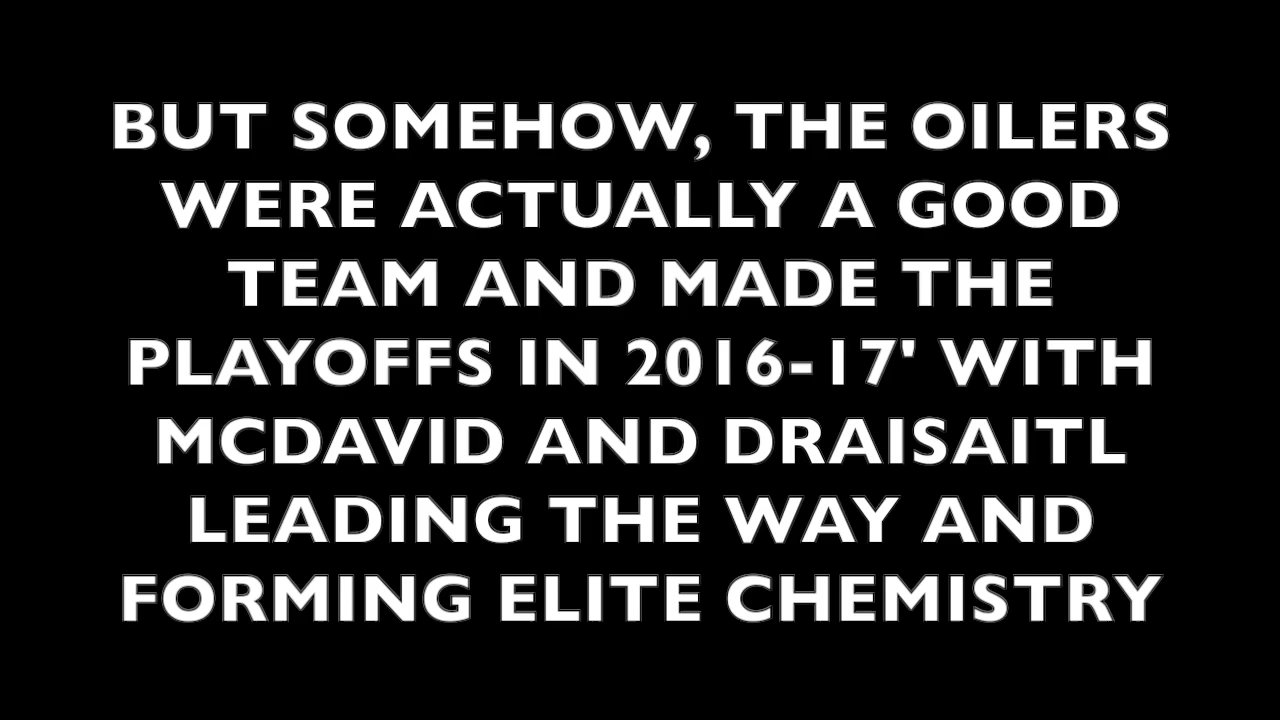 BUT SOMEHOW, THE OILERS
WERE ACTUALLY A GOOD
TEAM AND MADE THE
PLAYOFFS IN 2016-17' WITH
MCDAVID AND DRAISAITL
LEADING THE WAY AND
FORMING ELITE CHEMISTRY